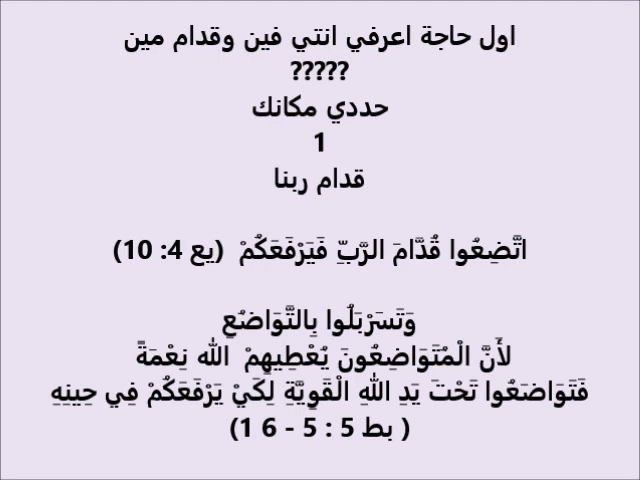 اول حاجة اعرفي انتي فين وقدام مين
?????
حددي مكانك
1
قدام ربنا
اتَّضِعُوا قُدَّامَ الرَّبِّ فَيَرْفَعَكُمْ (يع 4: 10)
وَتَسَرْبَلُوا بِالتَّوَاضُعِ
لأَنَّ الْمُتَوَاضِعُونَ يُعْطِيهِمْ الله نِعْمَةً
فَتَوَاضَعُوا تَحْتَ يَدِ اللهِ الْقَوِيَّةِ لِكَيْ يَرْفَعَكُمْ فِي حِينِهِ
( 1 بط 5 : 5 - 6)